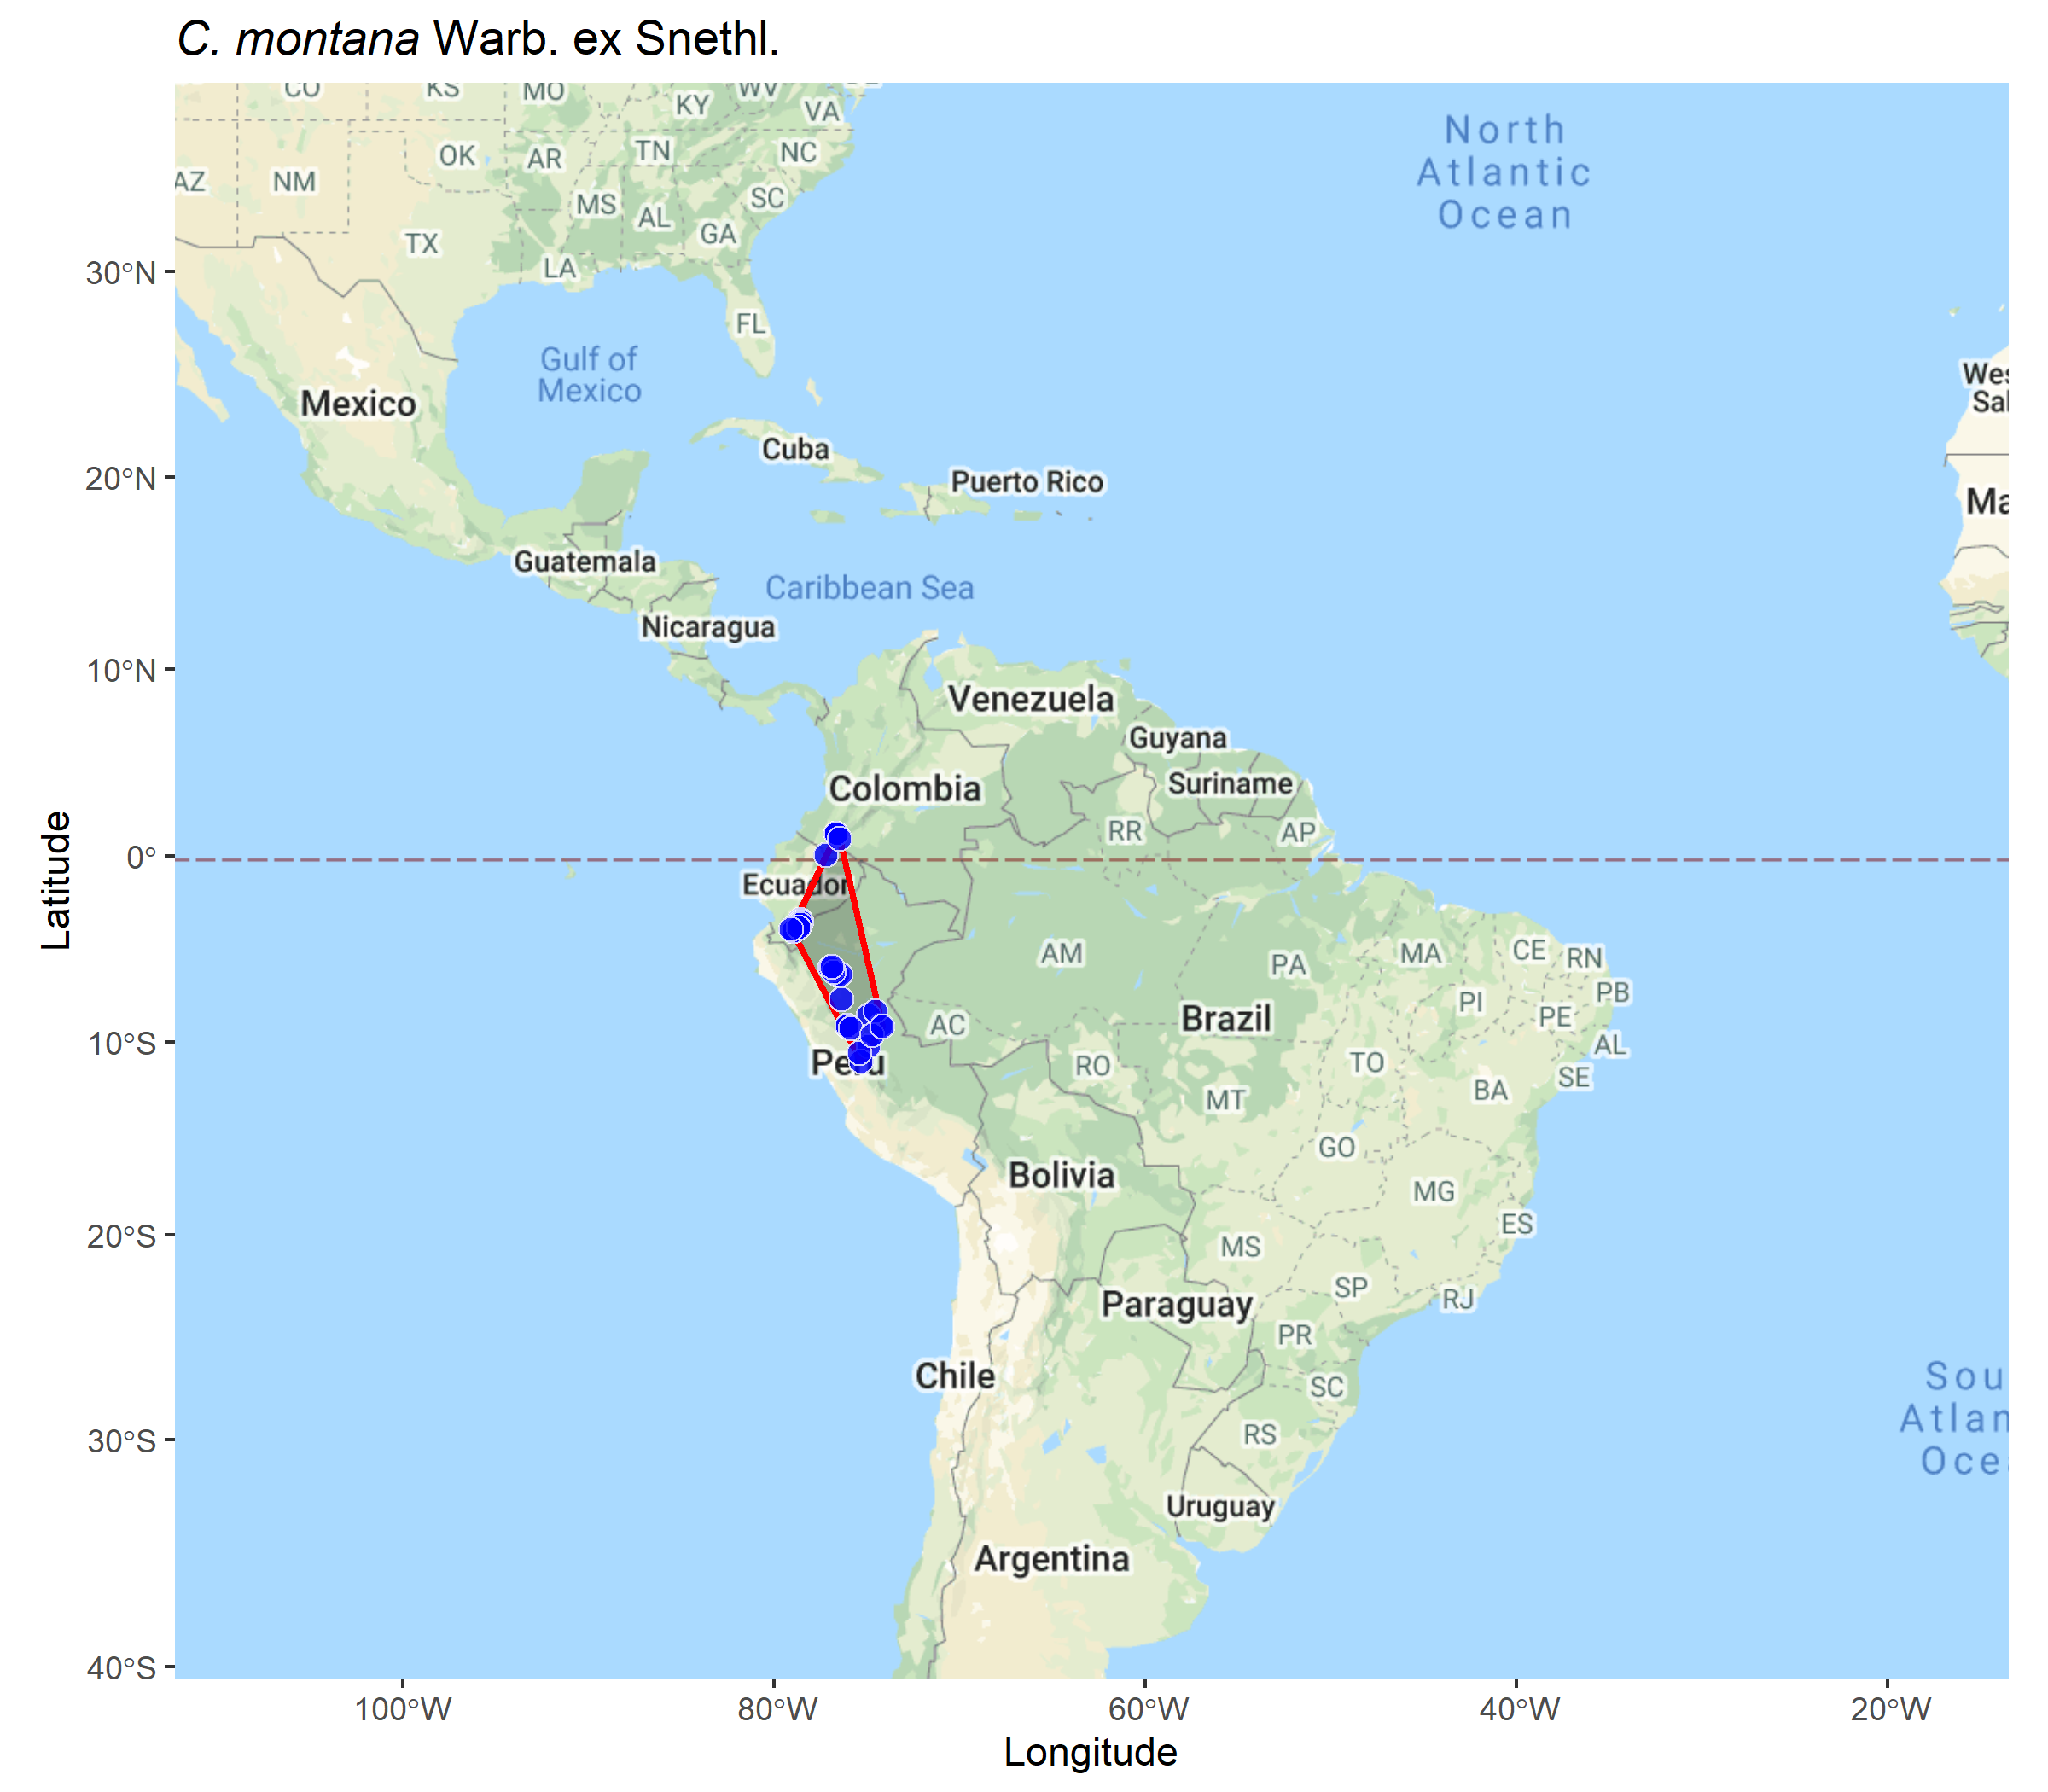 C. montana Warb. ex Snethl.
CO
KS
MO
KY
WV
VA
OK
AR
TN
NC
AZ
NM
MS
AL
SC
GA
TX
LA
FL
North
Atlantic
Ocean
Gulf of
Mexico
Mexico
Cuba
Puerto Rico
Guatemala
Caribbean Sea
Nicaragua
Wes
Sal
Ma
Venezuela
Guyana
Suriname
Colombia
RR
AP
Ecuador
AM
PA
MA
CE
RN
PB
PI
PE
AL
SE
AC
Brazil
Peru
RO
TO
BA
MT
GO
Bolivia
MG
ES
MS
SP
RJ
Paraguay
PR
Chile
SC
RS
Uruguay
Argentina
Sou
Atlan
Oce
30°N
20°N
10°N
0°
10°S
20°S
30°S
40°S
Latitude
100°W
80°W
60°W
40°W
20°W
Longitude